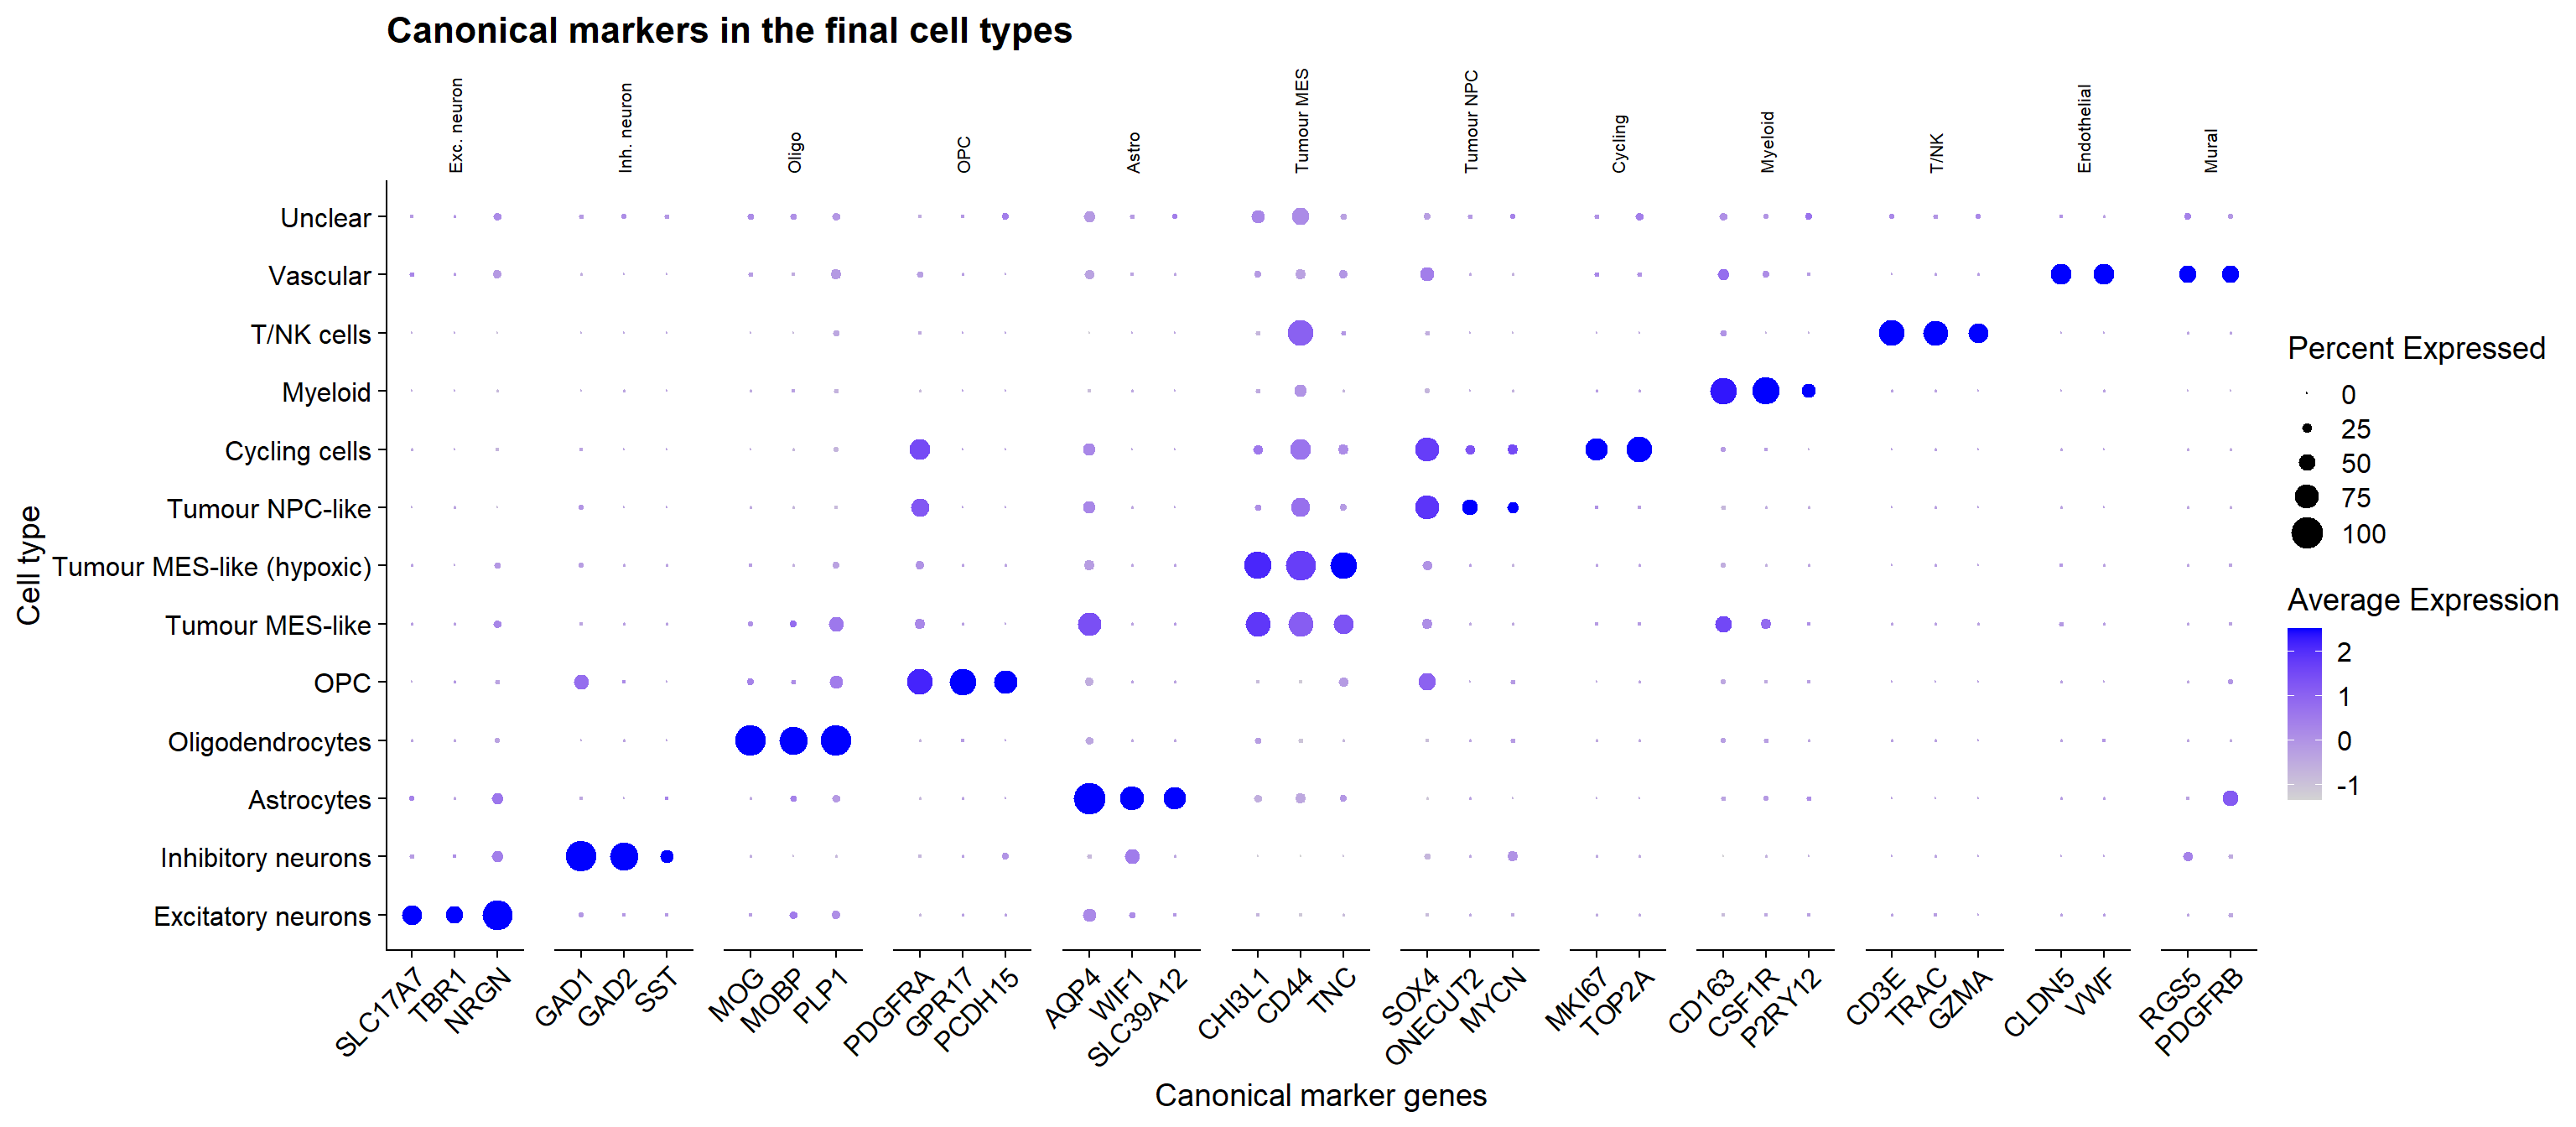 Canonical markers in the final cell types
Exc. neuron
Inh. neuron
Oligo
OPC
Astro
Tumour MES
Tumour NPC
Cycling
Myeloid
T/NK
Endothelial
Mural
Cell type
Unclear
Vascular
T/NK cells
Myeloid
Cycling cells
Tumour NPC-like
Tumour MES-like (hypoxic)
Tumour MES-like
OPC
Oligodendrocytes
Astrocytes
Inhibitory neurons
Excitatory neurons
SLC17A7
TBR1
NRGN
GAD1
GAD2
SST
MOG
MOBP
PLP1
PDGFRA
GPR17
PCDH15
AQP4
WIF1
SLC39A12
CHI3L1
CD44
TNC
SOX4
ONECUT2
MYCN
MKI67
TOP2A
CD163
CSF1R
P2RY12
CD3E
TRAC
GZMA
CLDN5
VWF
RGS5
PDGFRB
Canonical marker genes
Percent Expressed
0
25
50
75
100
Average Expression
2
1
0
-1